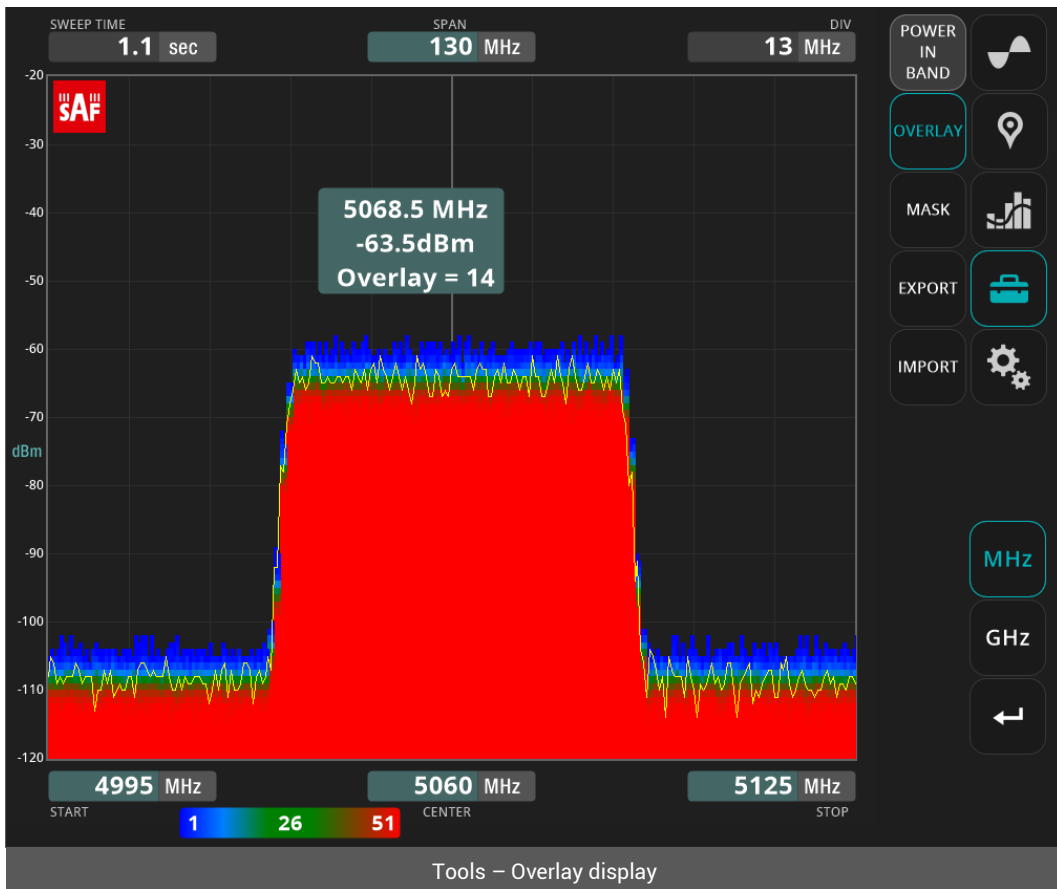 SWEEP TIME
1.1 sec
SPAN
130 MHz
DIV
13 MHz
POWER
IN
BAND
OVERLAY
MASK
EXPORT
IMPORT
MHz
GHz
SAF
-20
-30
-40
-50
-60
-70
dBm
-80
-90
-100
-110
-120
5068.5 MHz
-63.5dBm
Overlay = 14
4995 MHz
START
5060 MHz
CENTER
5125 MHz
STOP
1 26 51
Tools – Overlay display